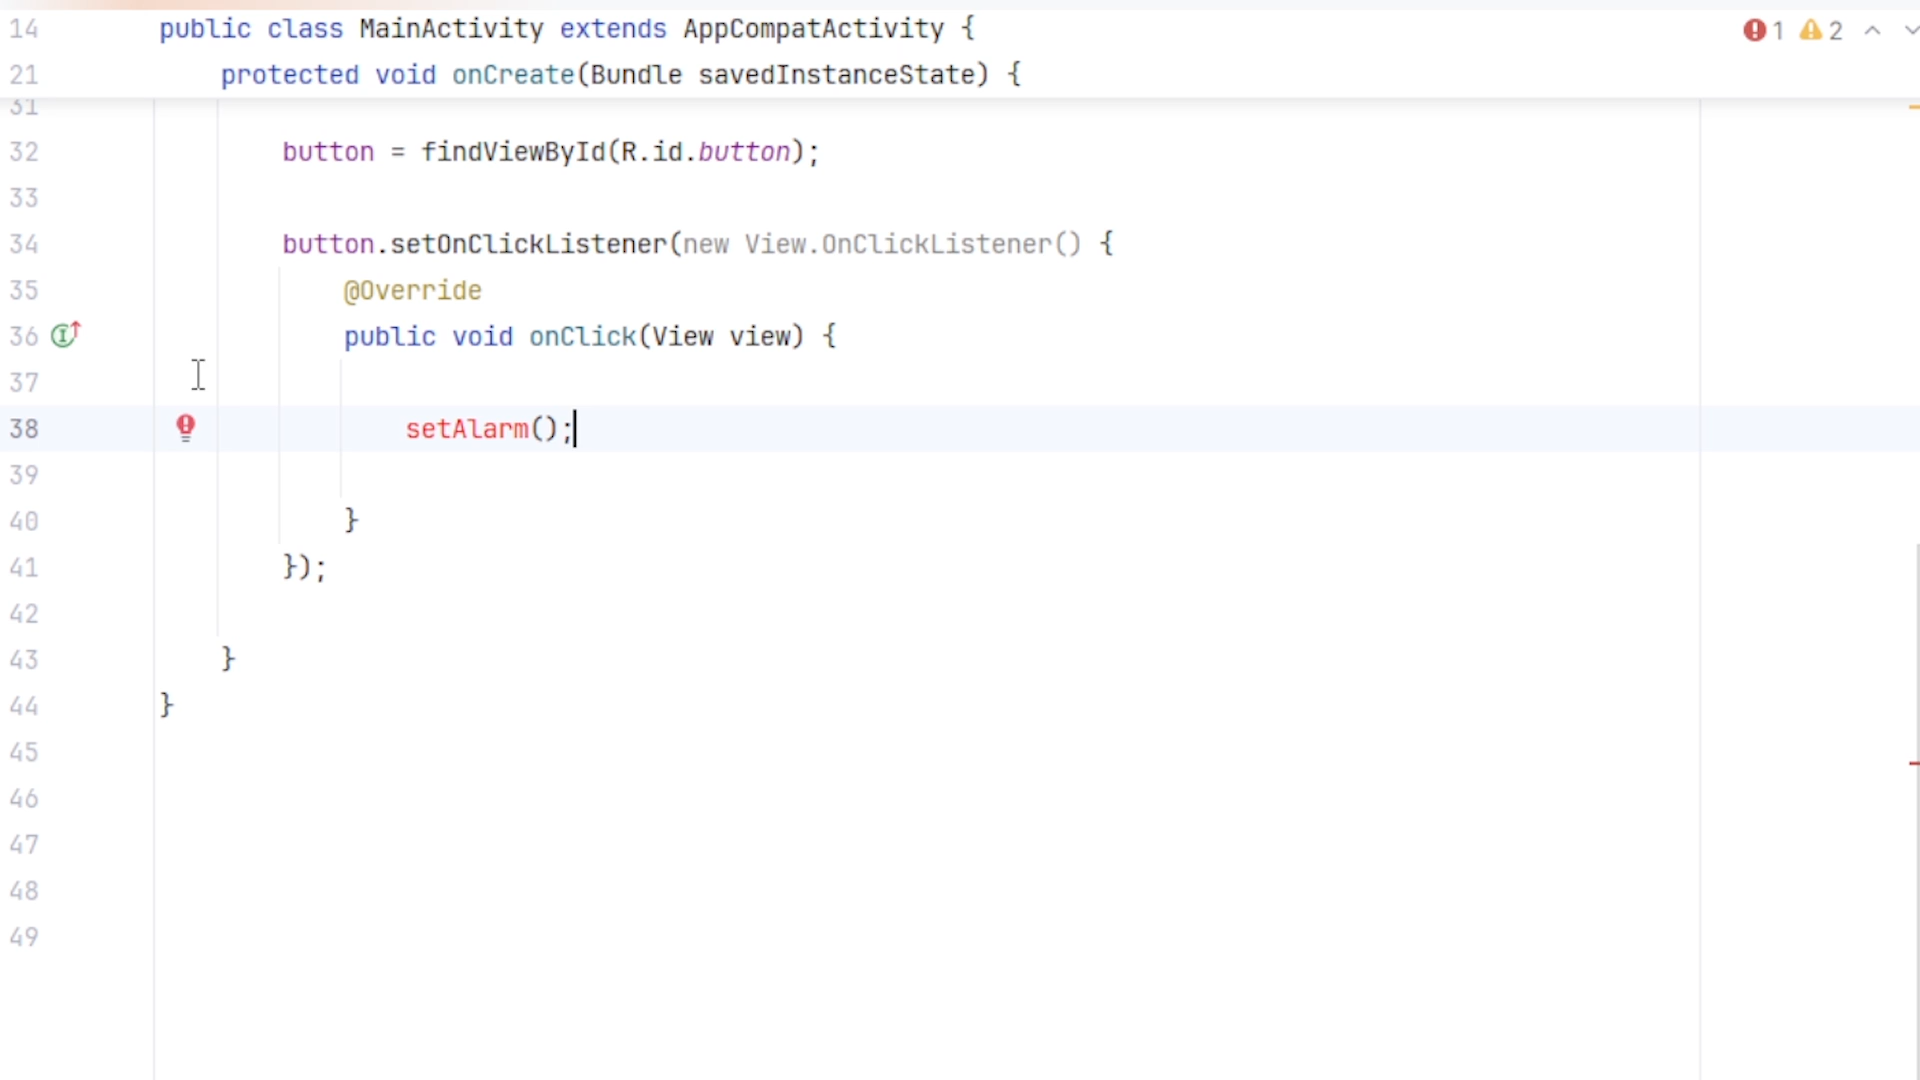 14 public class MainActivity extends AppCompatActivity {
1 2
21 protected void onCreate(Bundle savedInstanceState) {
31
32 button = findViewById(R.id.button);
33
34 button.setOnClickListener(new View.OnClickListener() {
35 @Override
36 public void onClick(View view) {
37
38 setAlarm();
39
40 }
41 });
42
43 }
44 }
45
46
47
48
49